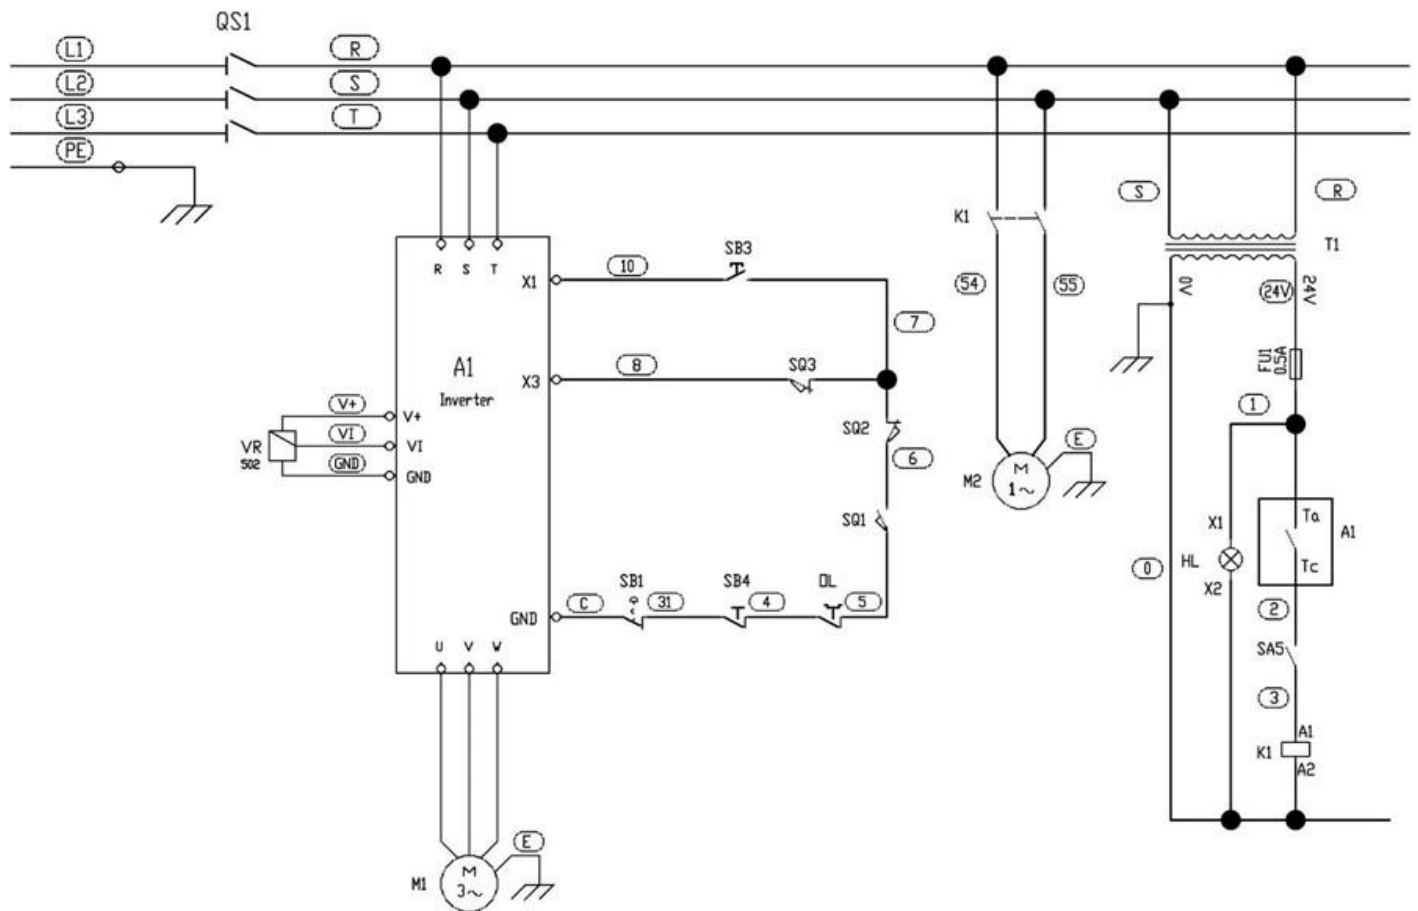 QS1
L1
R
L2
S
L3
T
PE
S
R
K1
T1
SB3
10
R S T
X1
0V
24V
24V
54
55
7
FU1
0.5A
A1
Inverter
8
SQ3
X3
V+
V+
VI
VI
VR
502
GND
GND
1
SQ2
6
E
M2
M
1~
SQ1
X1
Ta
A1
HL
0
Tc
X2
SB1
SB4
OL
C
31
4
5
GND
2
U V W
SA5
3
A1
K1
A2
E
M1
M
3~